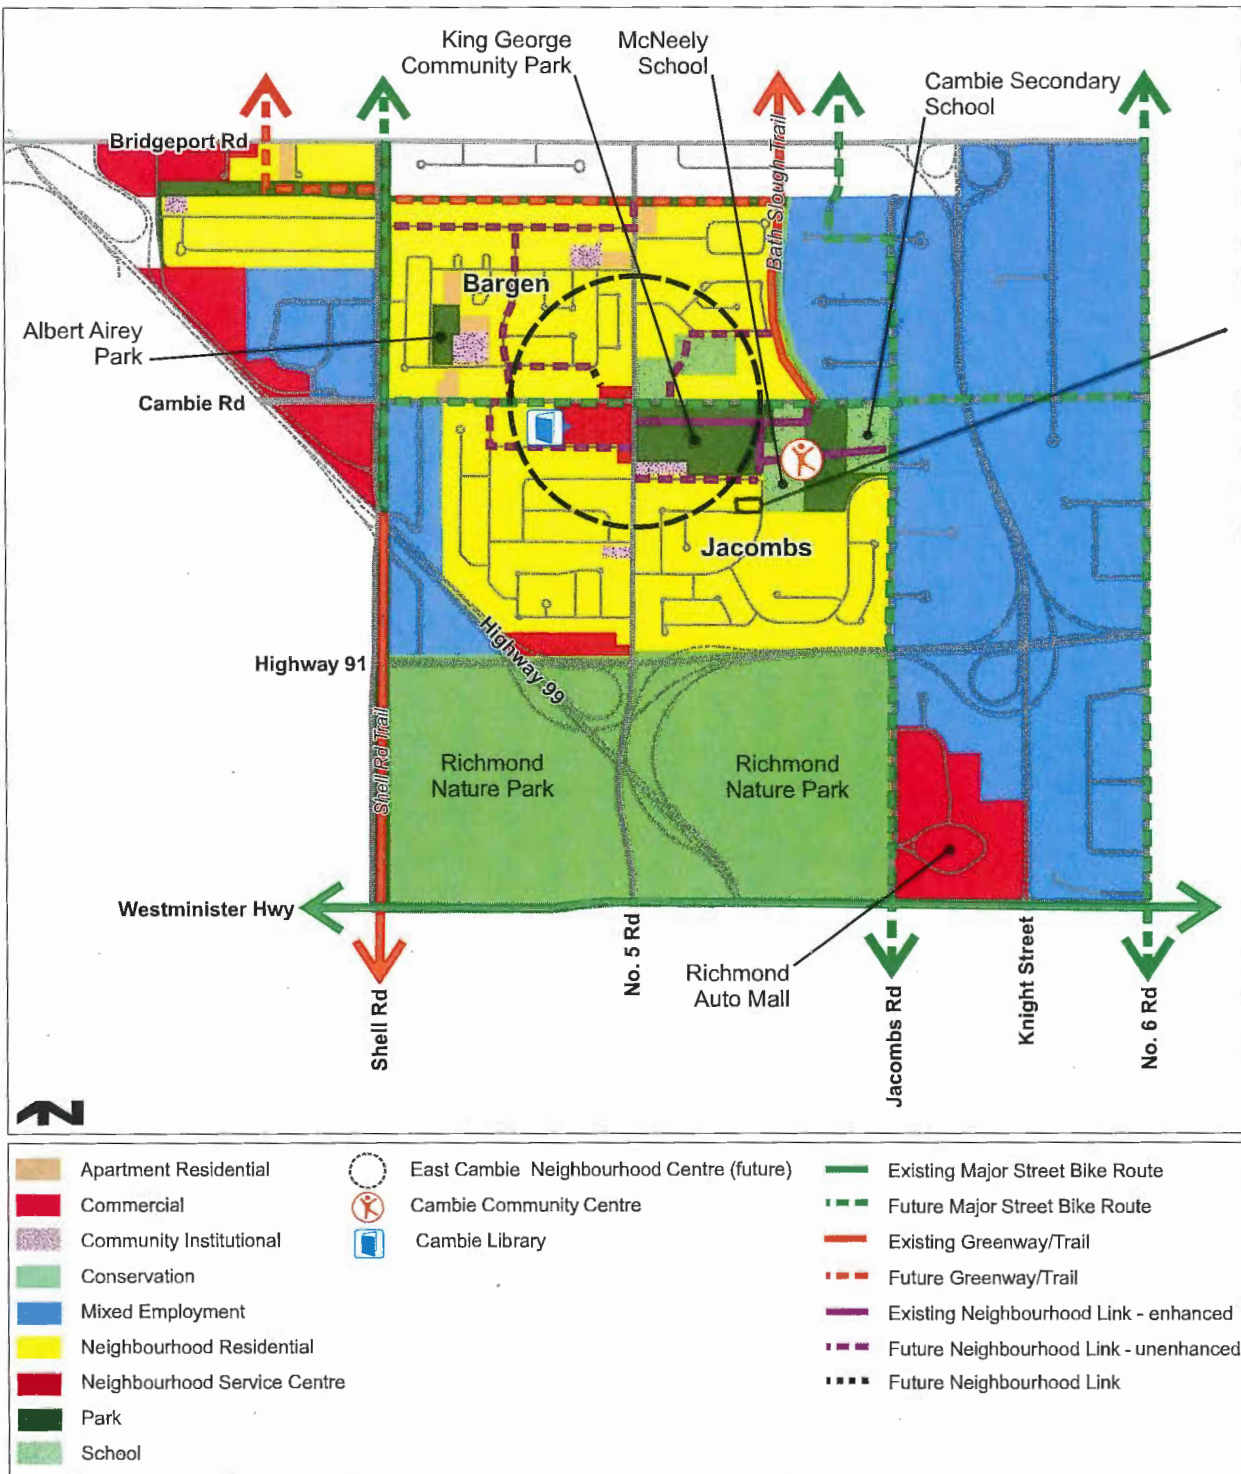 King George
Community Park
McNeely
School
Cambie Secondary
School
Bridgeport Rd
Bath Slough Trail
Bargen
Albert Airey
Park
Cambie Rd
Jacombs
Highway 99
Highway 91
Shell Rd Trail
Richmond
Nature Park
Richmond
Nature Park
Westminister Hwy
Richmond
Auto Mall
Shell Rd
No. 5 Rd
Jacombs Rd
Knight Street
No. 6 Rd
N
Apartment Residential
Commercial
Community Institutional
Conservation
Mixed Employment
Neighbourhood Residential
Neighbourhood Service Centre
Park
School
East Cambie Neighbourhood Centre (future)
Cambie Community Centre
Cambie Library
Existing Major Street Bike Route
Future Major Street Bike Route
Existing Greenway/Trail
Future Greenway/Trail
Existing Neighbourhood Link - enhanced
Future Neighbourhood Link - unenhanced
Future Neighbourhood Link